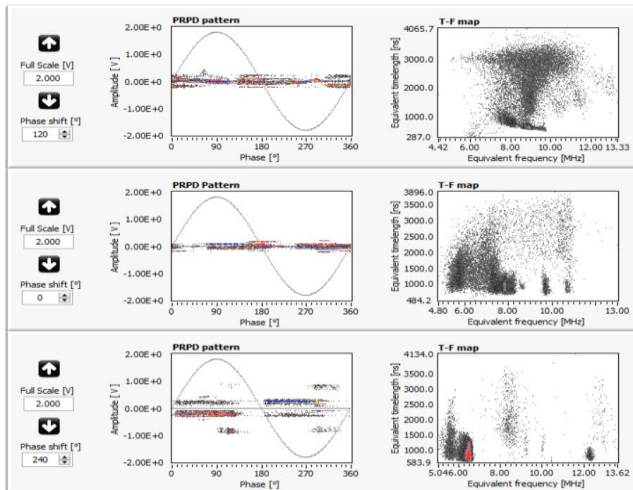 PRPD pattern
T-F map
Full Scale [V]
2.000
Phase shift [°]
120
Amplitude [V]
2.00E+0
1.00E+0
0.00E+0
-1.00E+0
-2.00E+0
0 90 180 270 360
Phase [°]
Equivalent timelength [ns]
4065.7
3000.0
2000.0
1000.0
287.0
4.42 6.00 8.00 10.00 12.00 13.33
Equivalent frequency [MHz]
PRPD Pattern
T-F map
Full Scale [V]
2.000
Phase shift [°]
0
Amplitude [V]
2.00E+0
1.00E+0
0.00E+0
-1.00E+0
-2.00E+0
0 90 180 270 360
Phase [°]
Equivalent timelength [ns]
3896.0
3000.0
2500.0
2000.0
1500.0
1000.0
484.2
4.80 6.00 8.00 10.00 13.00
Equivalent frequency [MHz]
PRPD pattern
T-F map
Full Scale [V]
2.000
Phase shift [°]
240
Amplitude [V]
2.00E+0
1.00E+0
0.00E+0
-1.00E+0
-2.00E+0
0 90 180 270 360
Phase [°]
Equivalent timelength [ns]
4134.0
3000.0
2500.0
2000.0
1500.0
1000.0
583.9
5.04 6.00 8.00 10.00 12.00 13.62
Equivalent frequency [MHz]